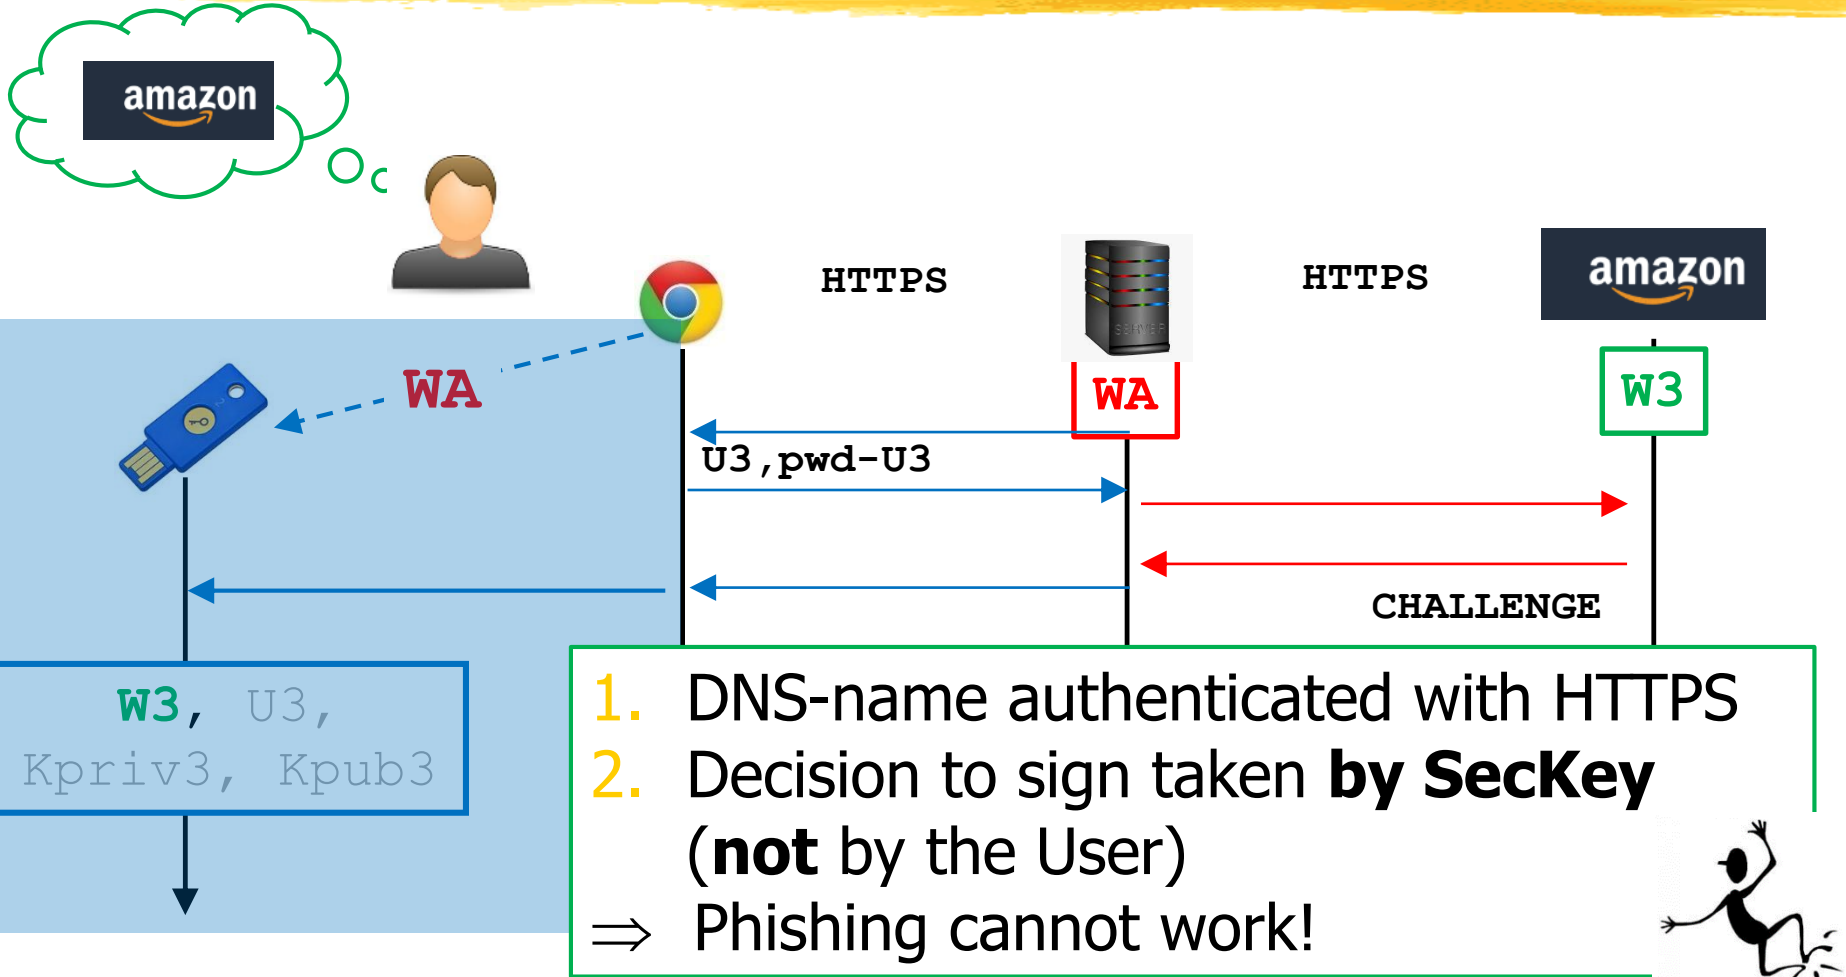 amazon
HTTPS
HTTPS
amazon
SERVER
WA
WA
W3
U3,pwd-U3
CHALLENGE
W3, U3,
Kpriv3, Kpub3
1. DNS-name authenticated with HTTPS
2. Decision to sign taken by SecKey
(not by the User)
⇒ Phishing cannot work!